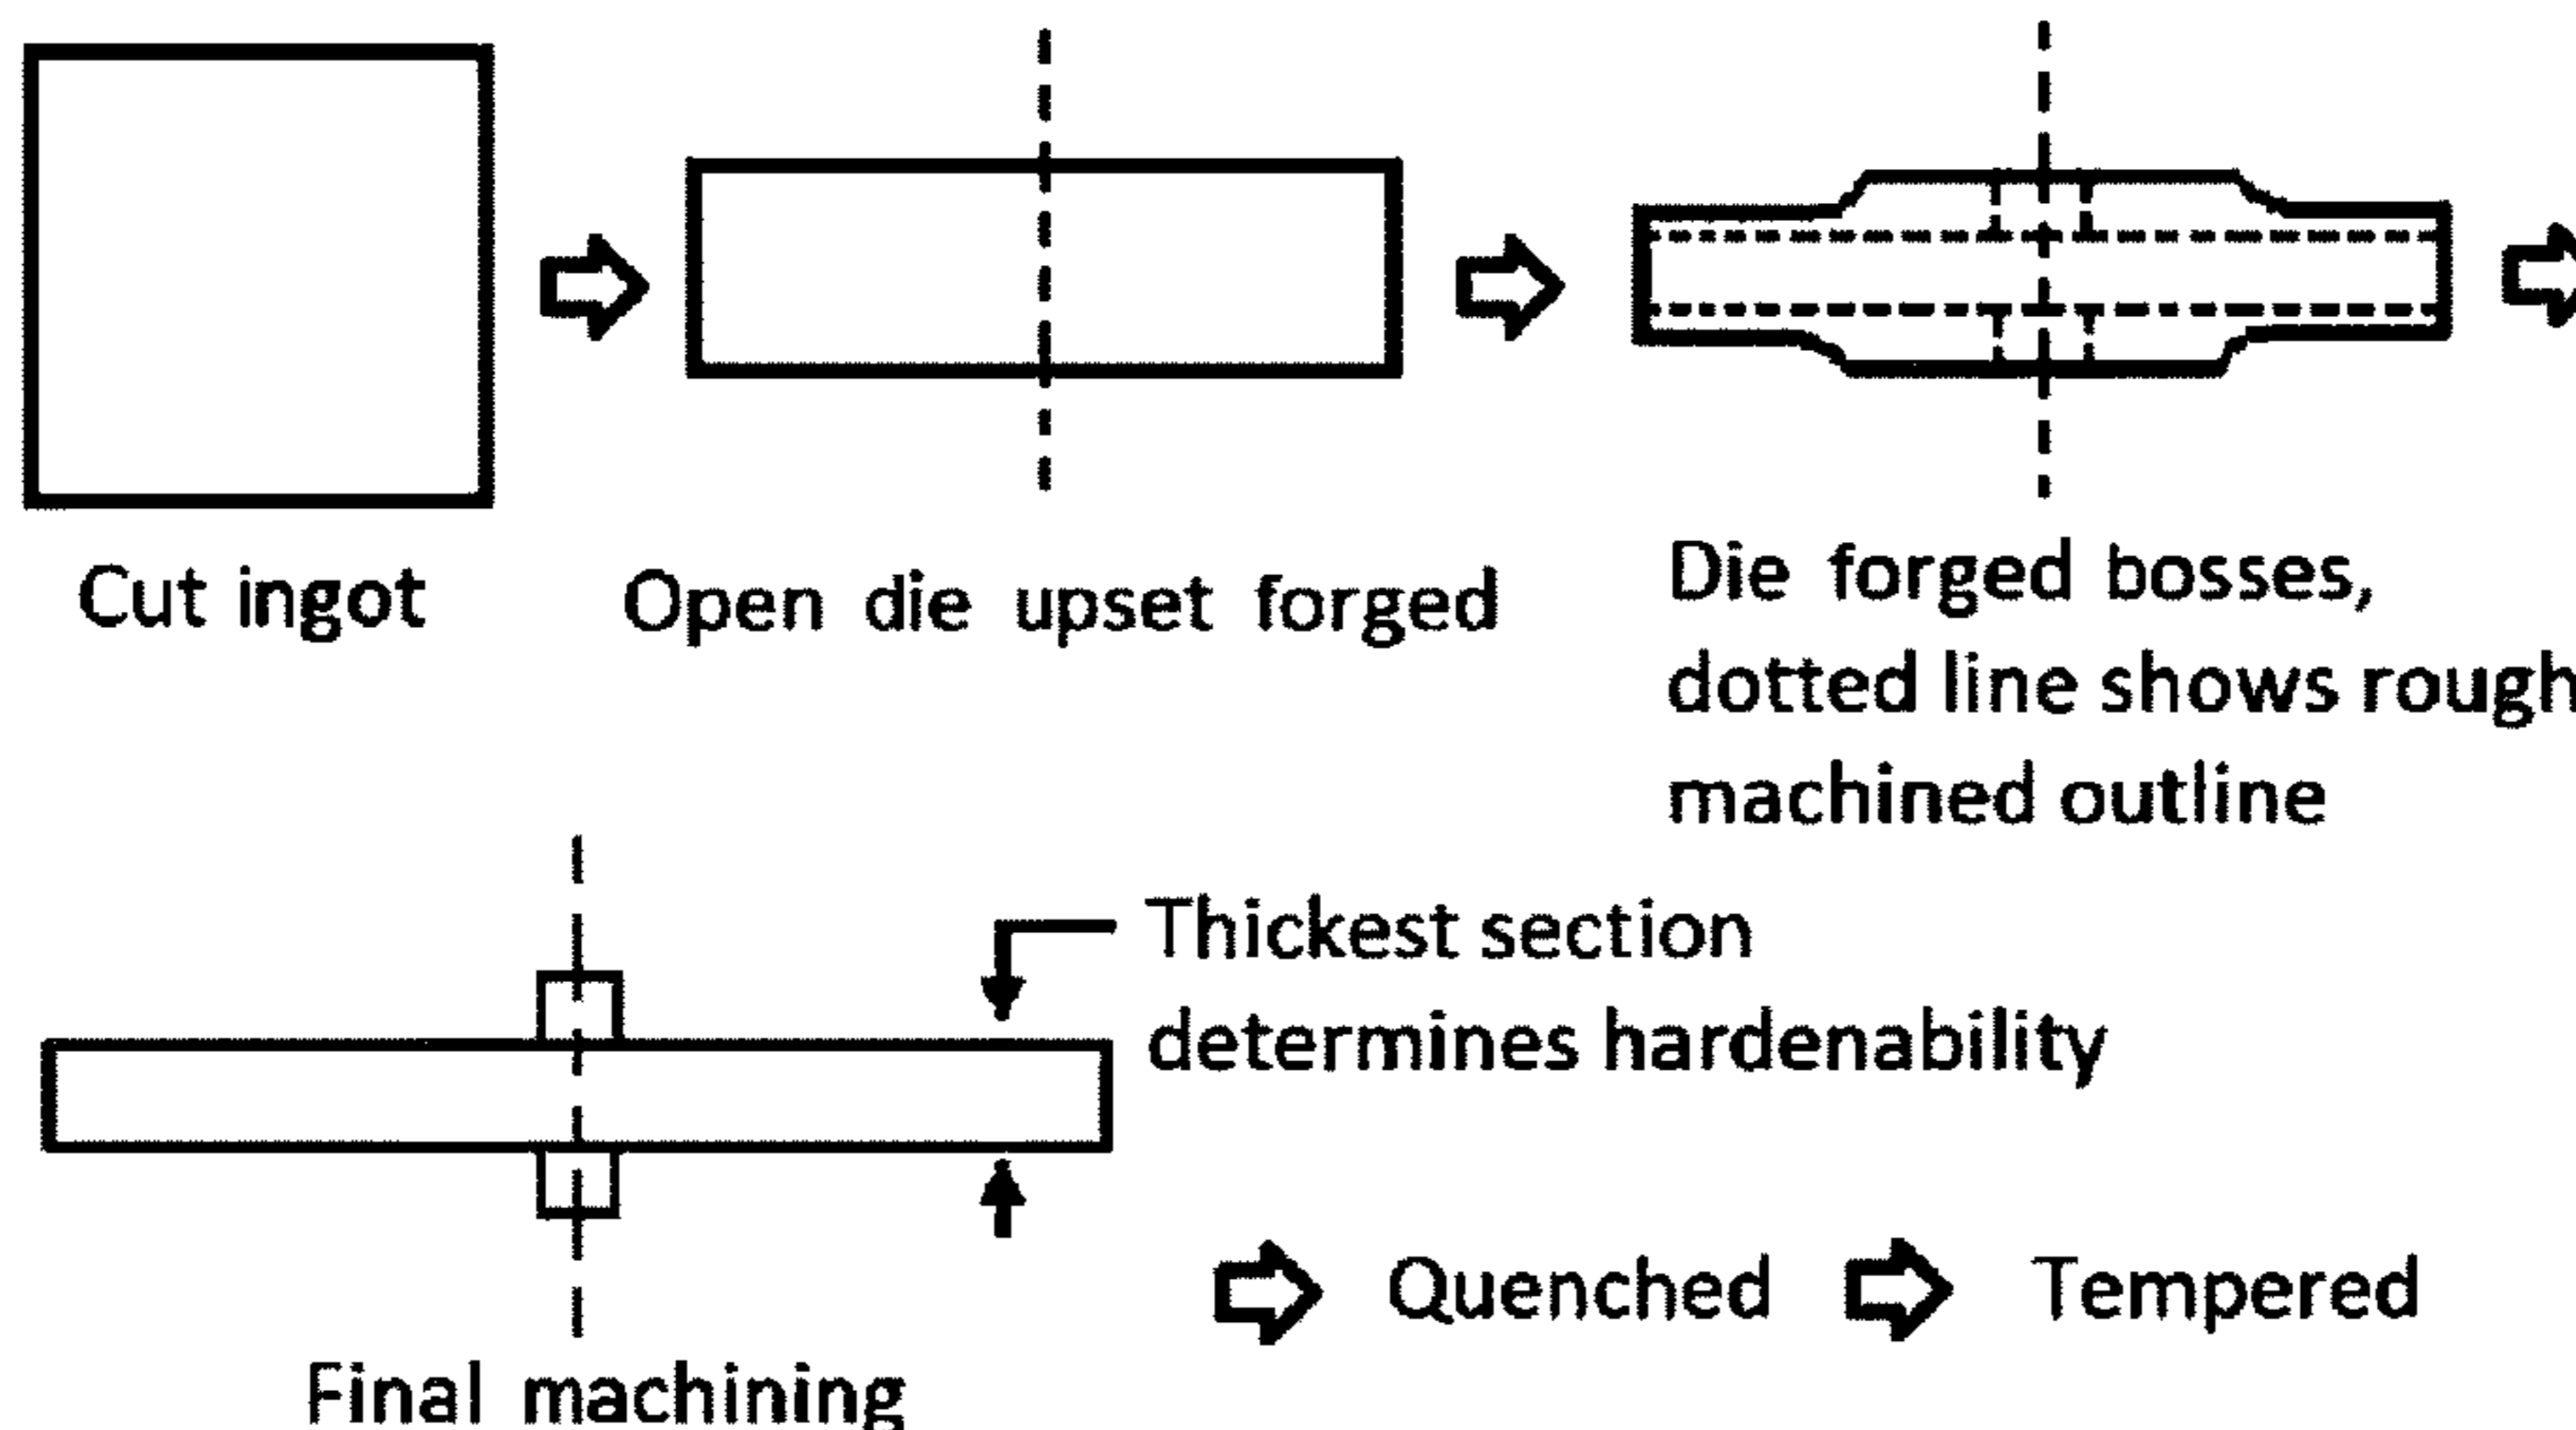 Cut ingot
Open die upset forged
Die forged bosses,
dotted line shows rough
machined outline
Thickest section
determines hardenability
Quenched
Tempered
Final machining